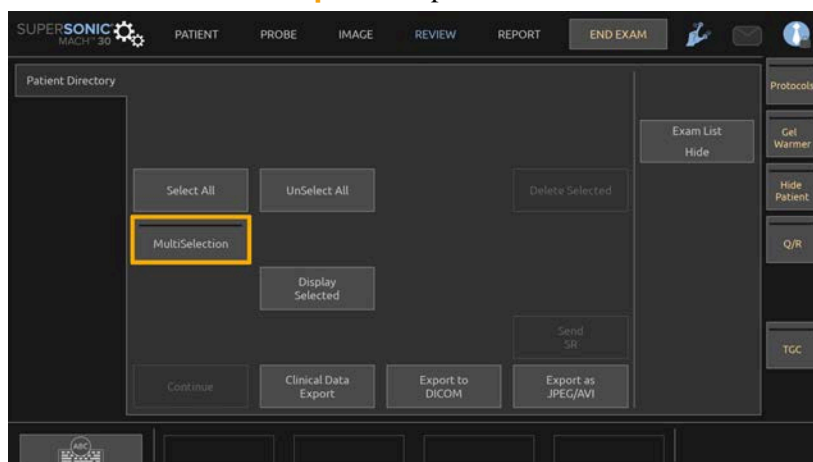 SUPERSONIC
MACH™ 30
PATIENT
PROBE
IMAGE
REVIEW
REPORT
END EXAM
Patient Directory
Protocols
Exam List
Hide
Gel
Warmer
Select All
UnSelect All
Delete Selected
Hide
Patient
MultiSelection
Q/R
Display
Selected
Send
SR
TGC
Continue
Clinical Data
Export
Export to
DICOM
Export as
JPEG/AVI
ABC